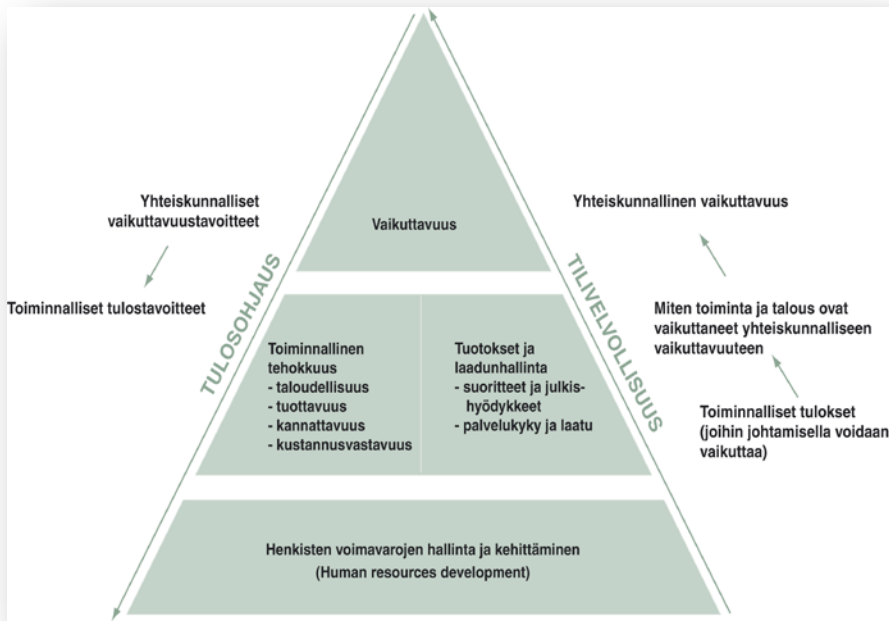 Yhteiskunnalliset
vaikuttavuustavoitteet
Toiminnalliset tulostavoitteet
TULOSOHJAUS
Vaikuttavuus
Toiminnallinen
tehokkuus
- taloudellisuus
- tuottavuus
- kannattavuus
- kustannusvastavuus
Tuotokset ja
laadunhallinta
- suoritteet ja julkis-
hyödykkeet
- palvelukyky ja laatu
Henkisten voimavarojen hallinta ja kehittäminen
(Human resources development)
TILIVELVOLLISUUS
Yhteiskunnallinen vaikuttavuus
Miten toiminta ja talous ovat
vaikuttaneet yhteiskunnalliseen
vaikuttavuuteen
Toiminnalliset tulokset
(joihin johtamisella voidaan
vaikuttaa)